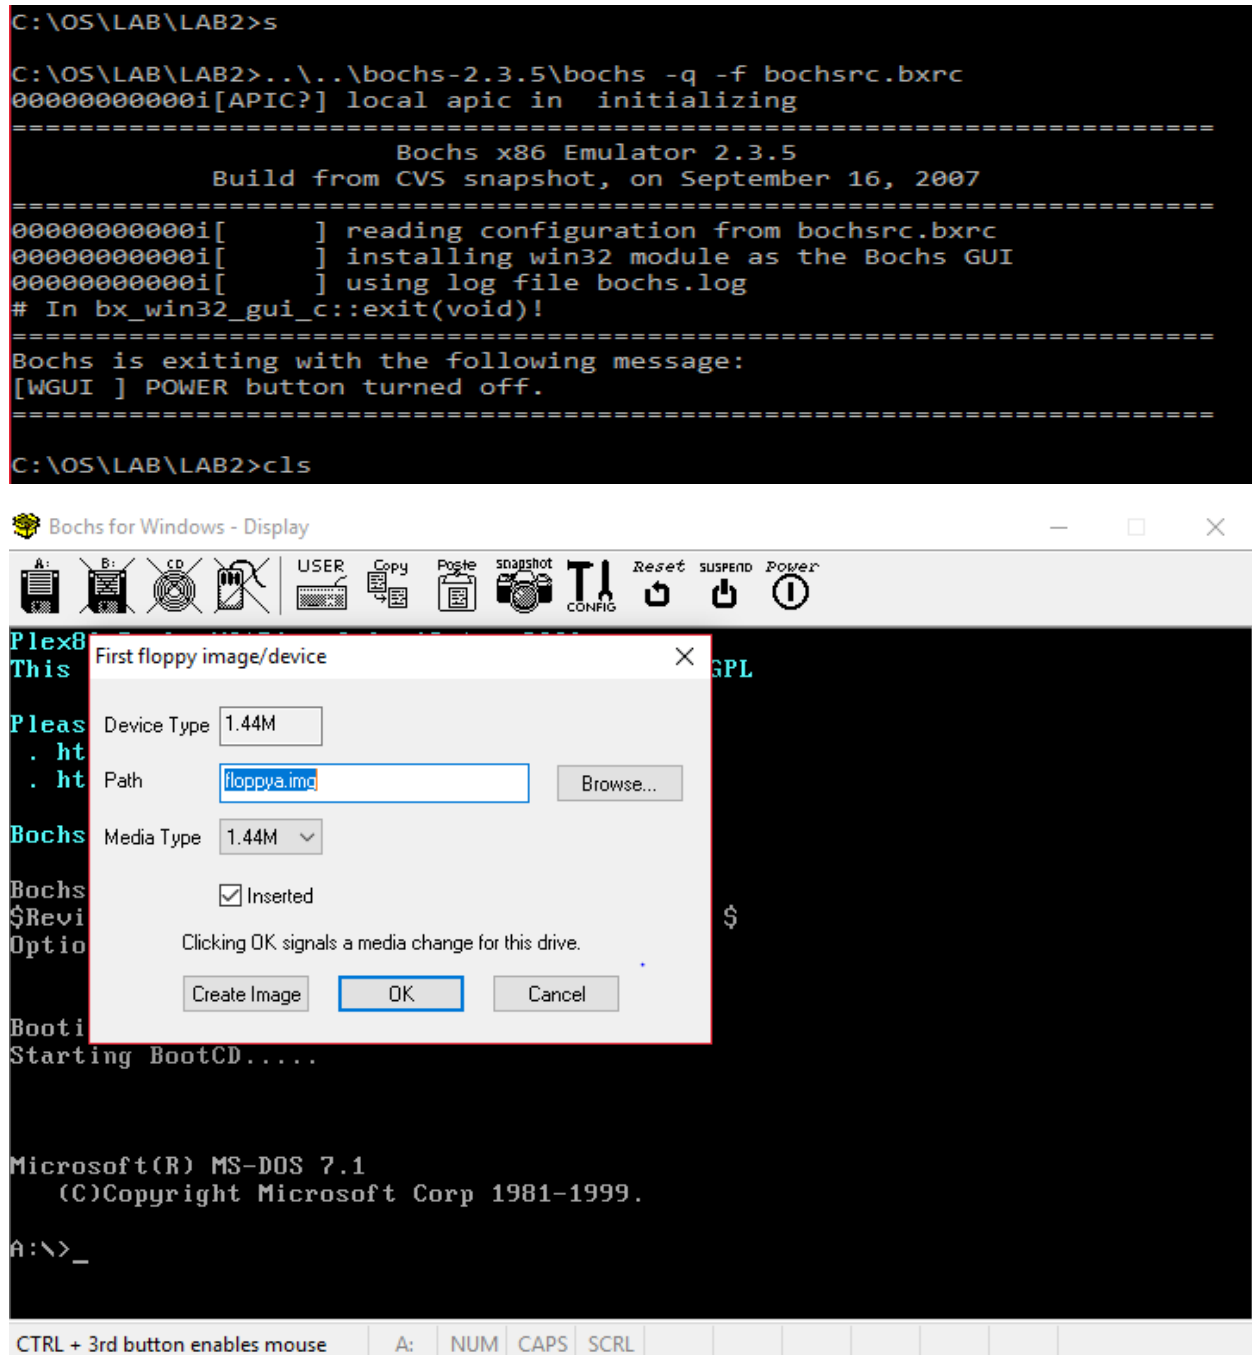 C:\OS\LAB\LAB2>s
C:\OS\LAB\LAB2>..\..\bochs-2.3.5\bochs -q -f bochsrc.bxrc
00000000000i[APIC?] local apic in  initializing
========================================================================
Bochs x86 Emulator 2.3.5
Build from CVS snapshot, on September 16, 2007
========================================================================
00000000000i[     ] reading configuration from bochsrc.bxrc
00000000000i[     ] installing win32 module as the Bochs GUI
00000000000i[     ] using log file bochs.log
# In bx_win32_gui_c::exit(void)!
========================================================================
Bochs is exiting with the following message:
[WGUI ] POWER button turned off.
========================================================================
C:\OS\LAB\LAB2>cls
Bochs for Windows - Display
A: B: CD USER Copy Paste snapshot CONFIG Reset SUSPEND Power
Plex8
First floppy image/device
This GPL
Device Type 1.44M
Pleas
. ht
Path floppya.img Browse...
. ht
Bochs
Media Type 1.44M
Bochs
Inserted
$Revi $
Optio
Clicking OK signals a media change for this drive.
Create Image OK Cancel
Booti
Starting BootCD.....
Microsoft(R) MS-DOS 7.1
(C)Copyright Microsoft Corp 1981-1999.
A:\>_
CTRL + 3rd button enables mouse A: NUM CAPS SCRL